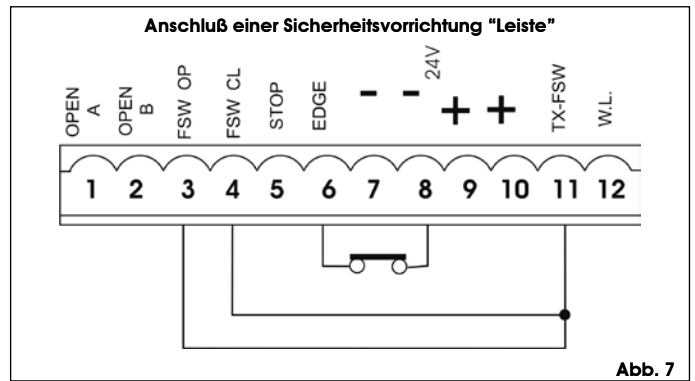 Anschluß einer Sicherheitsvorrichtung “Leiste”
OPEN A
OPEN B
FSW OP
FSW CL
STOP
EDGE
-
-
24V
+
+
TX-FSW
W.L.
1 2 3 4 5 6 7 8 9 10 11 12
Abb. 7